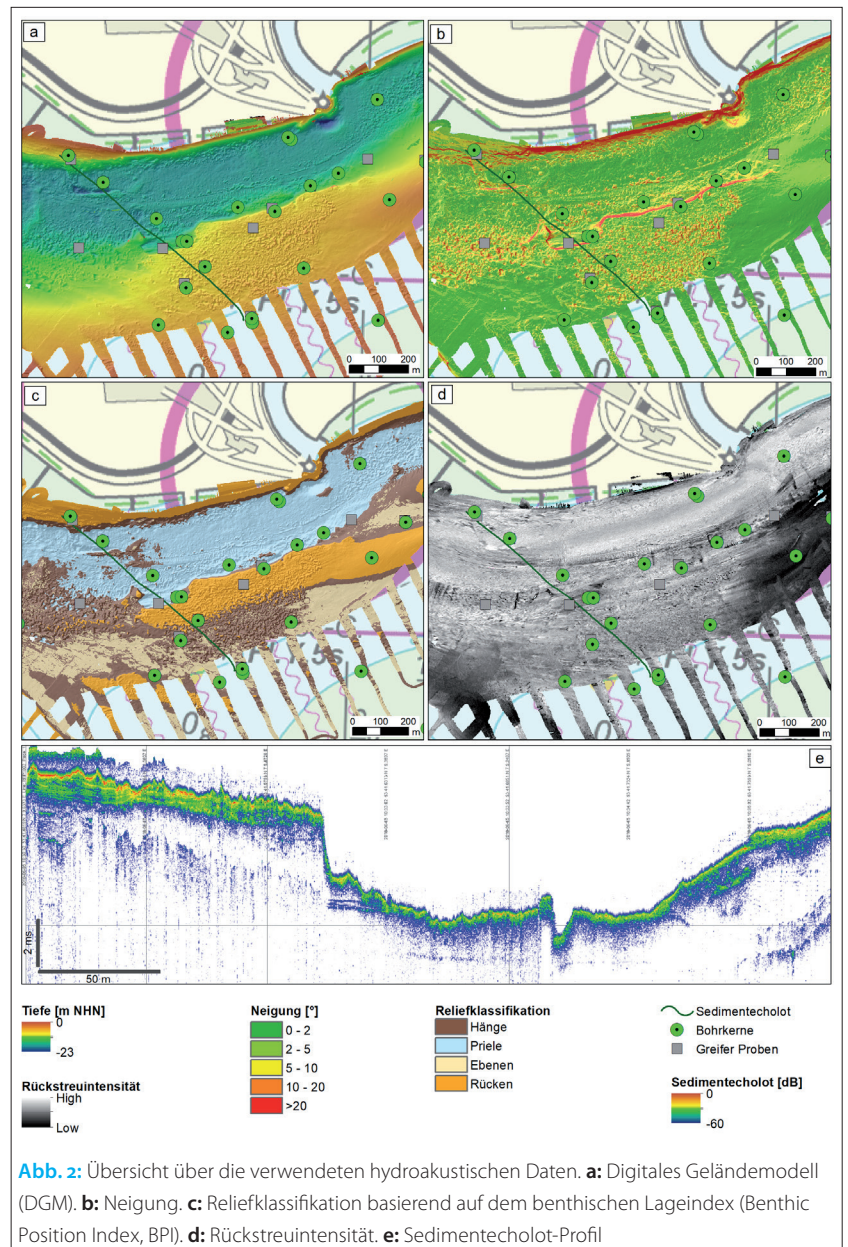 a
b
0 100 200
m
0 100 200
m
c
d
0 100 200
m
0 100 200
m
e
2 ms
50 m
Tiefe [m NHN]
0
-23
Rückstreuintensität
High
Low
Neigung [°]
0 - 2
2 - 5
5 - 10
10 - 20
>20
Reliefklassifikation
Hänge
Priele
Ebenen
Rücken
Sedimentecholot
Bohrkerne
Greifer Proben
Sedimentecholot [dB]
0
-60
Abb. 2: Übersicht über die verwendeten hydroakustischen Daten. a: Digitales Geländemodell
(DGM). b: Neigung. c: Reliefklassifikation basierend auf dem benthischen Lageindex (Benthic
Position Index, BPI). d: Rückstreuintensität. e: Sedimentecholot-Profil